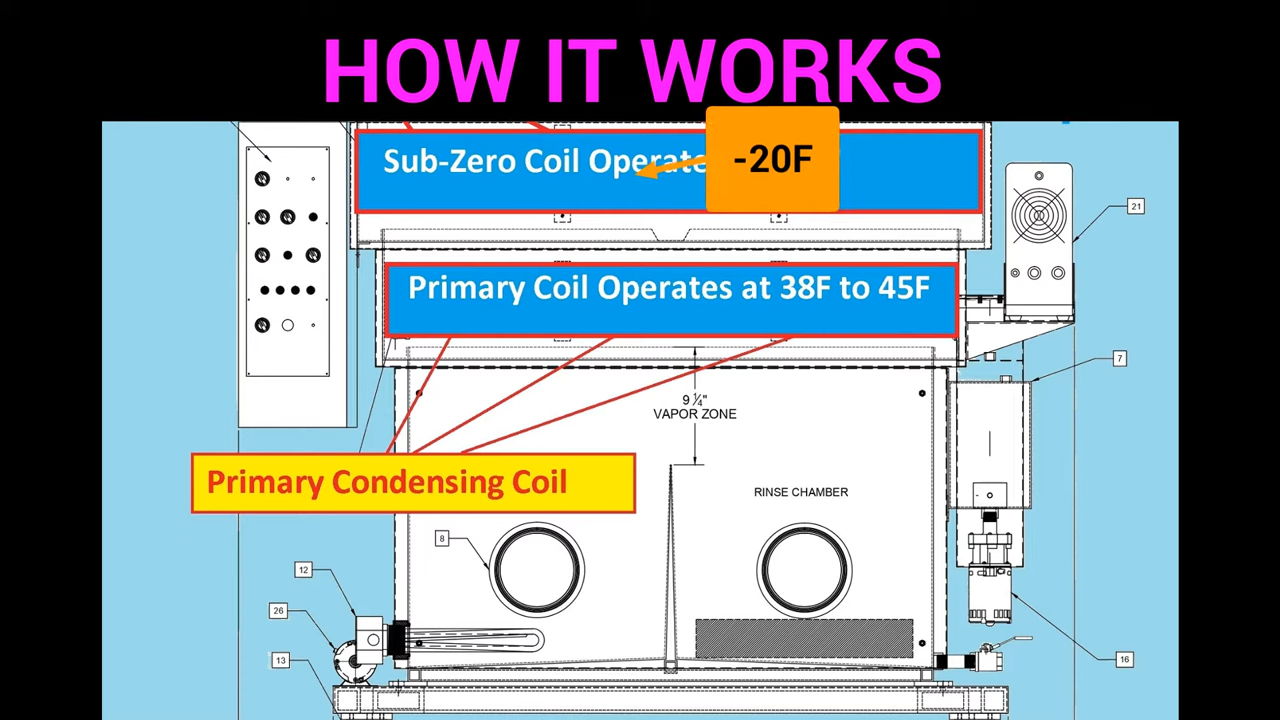 HOW IT WORKS
Sub-Zero Coil Operate
-20F
21
Primary Coil Operates at 38F to 45F
7
9 ¼"
VAPOR ZONE
Primary Condensing Coil
RINSE CHAMBER
8
12
26
13
16